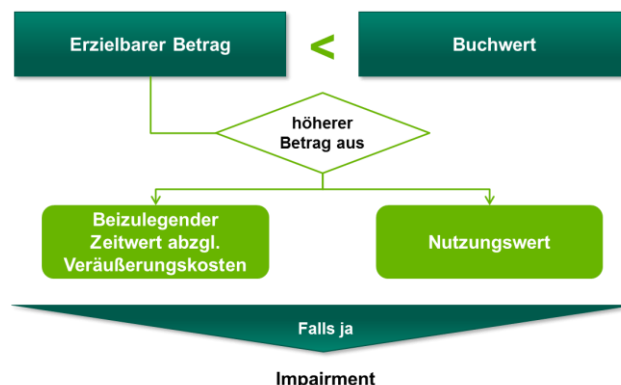 Erzielbarer Betrag < Buchwert
höherer
Betrag aus
Beizulegender
Zeitwert abzgl.
Veräußerungskosten
Nutzungswert
Falls ja
Impairment